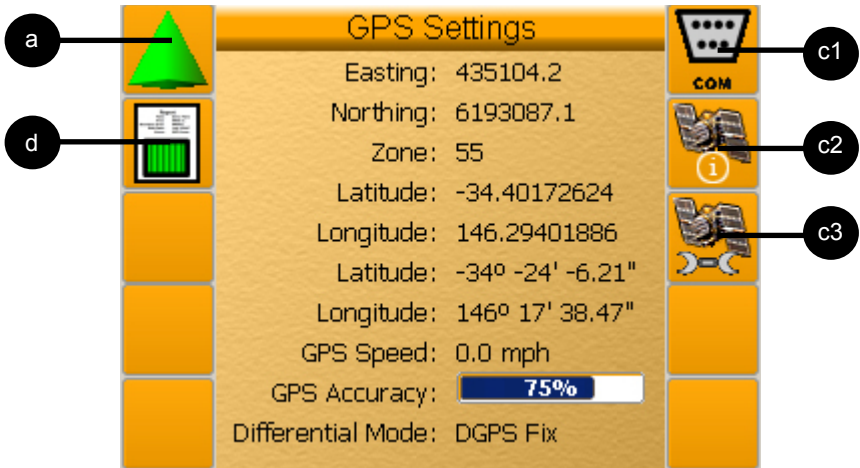 GPS Settings
a
c1
COM
Easting: 435104.2
Northing: 6193087.1
d
c2
i
Zone: 55
Latitude: -34.40172624
Longitude: 146.29401886
c3
Latitude: -34º -24' -6.21"
Longitude: 146º 17' 38.47"
GPS Speed: 0.0 mph
GPS Accuracy: 75%
Differential Mode: DGPS Fix